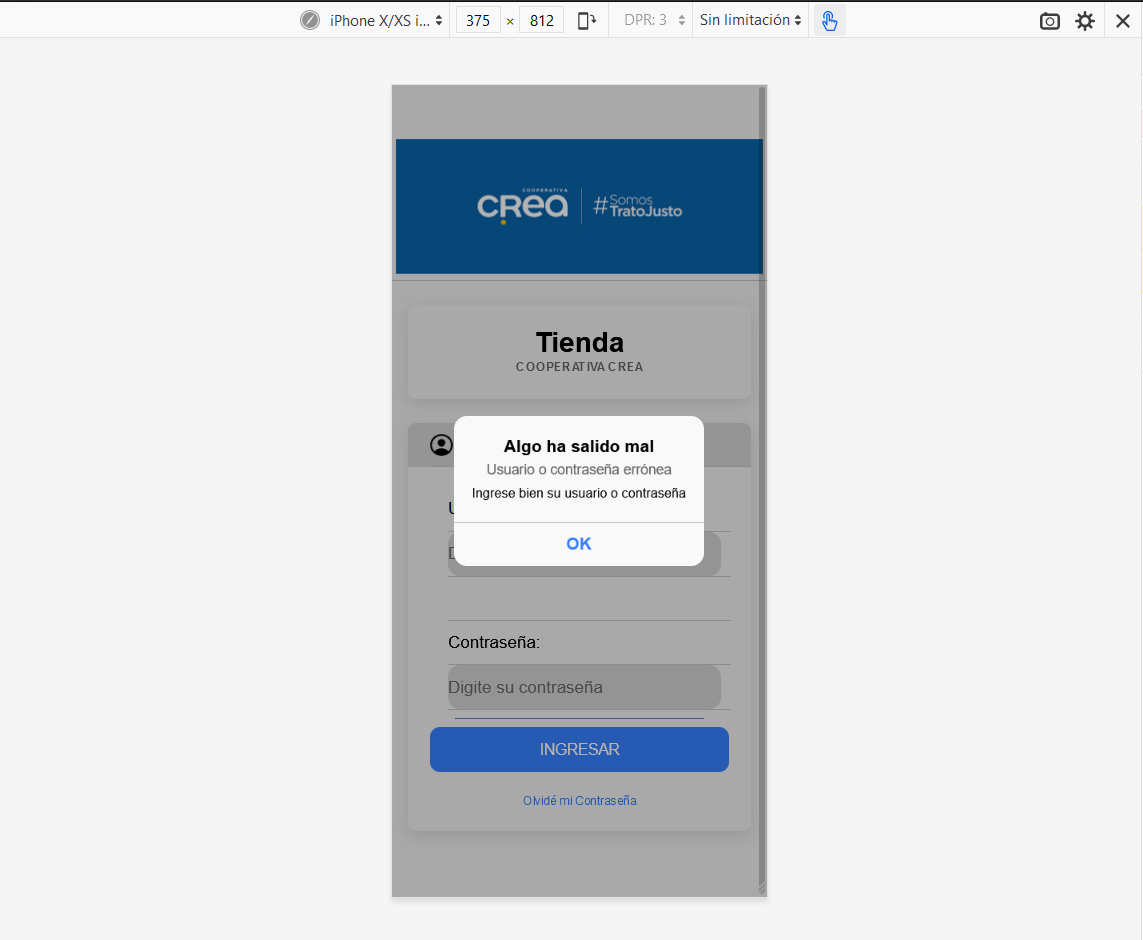 iPhone X/XS i... 375 × 812 DPR: 3 Sin limitación
COOPERATIVA
crea
#Somos
TratoJusto
Tienda
COOPERATIVA CREA
Algo ha salido mal
Usuario o contraseña errónea
Ingrese bien su usuario o contraseña
OK
Contraseña:
Digite su contraseña
INGRESAR
Olvidé mi Contraseña